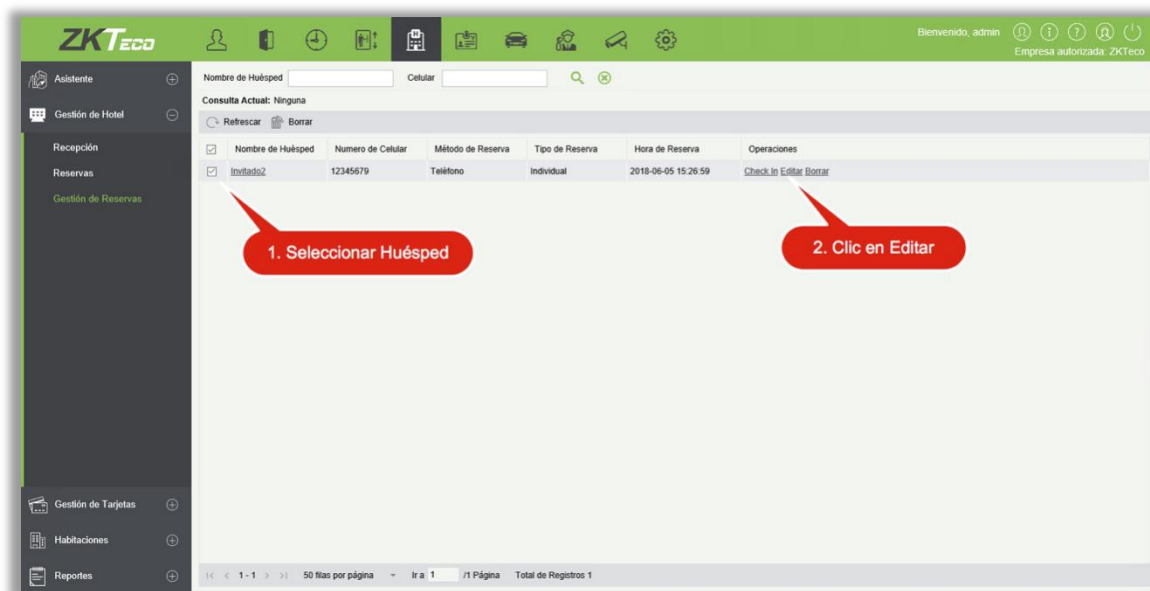 ZKTeco
Bienvenido, admin
Empresa autorizada: ZKTeco
Asistente
Gestión de Hotel
Recepción
Reservas
Gestión de Reservas
Gestión de Tarjetas
Habitaciones
Reportes
Nombre de Huésped Celular
Consulta Actual: Ninguna
Refrescar Borrar
Nombre de Huésped Numero de Celular Método de Reserva Tipo de Reserva Hora de Reserva Operaciones
Invitado2 12345679 Teléfono Individual 2018-06-05 15:26:59 Check In Editar Borrar
1. Seleccionar Huésped
2. Clic en Editar
|< < 1-1 > >| 50 filas por página Ir a 1 /1 Página Total de Registros 1